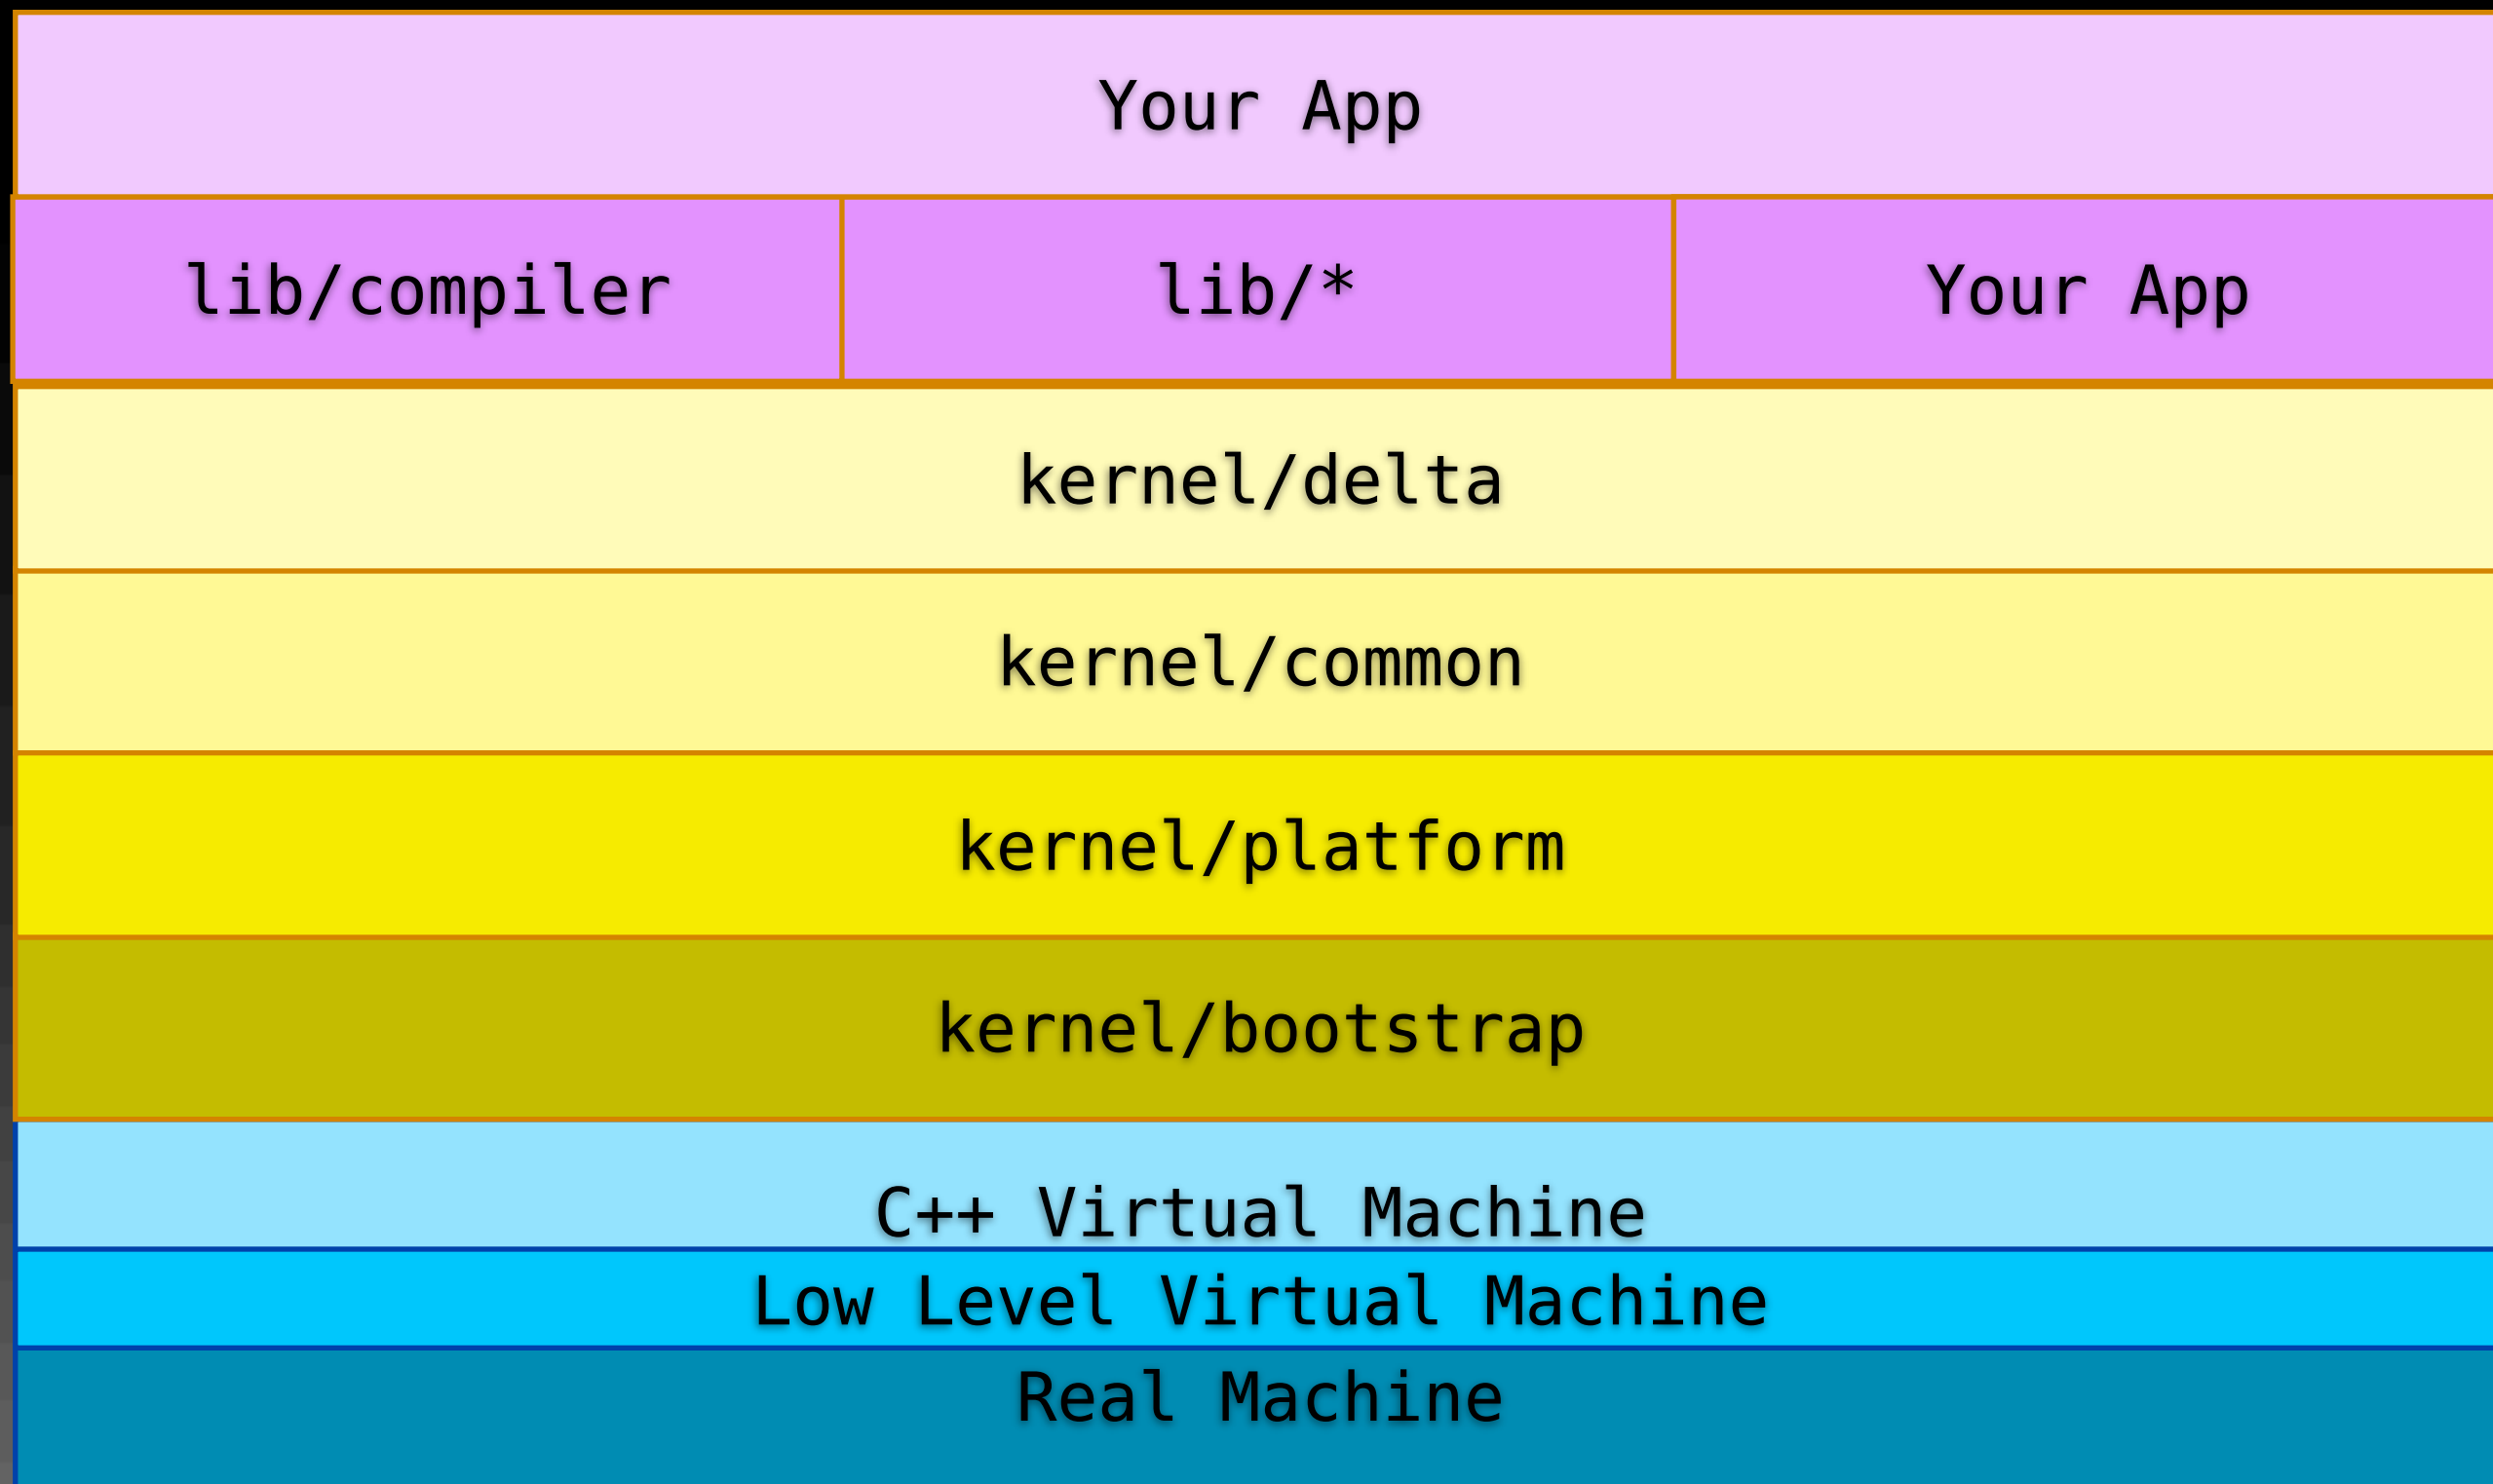 Your App
lib/compiler lib/* Your App
kernel/delta
kernel/common
kernel/platform
kernel/bootstrap
C++ Virtual Machine
Low Level Virtual Machine
Real Machine